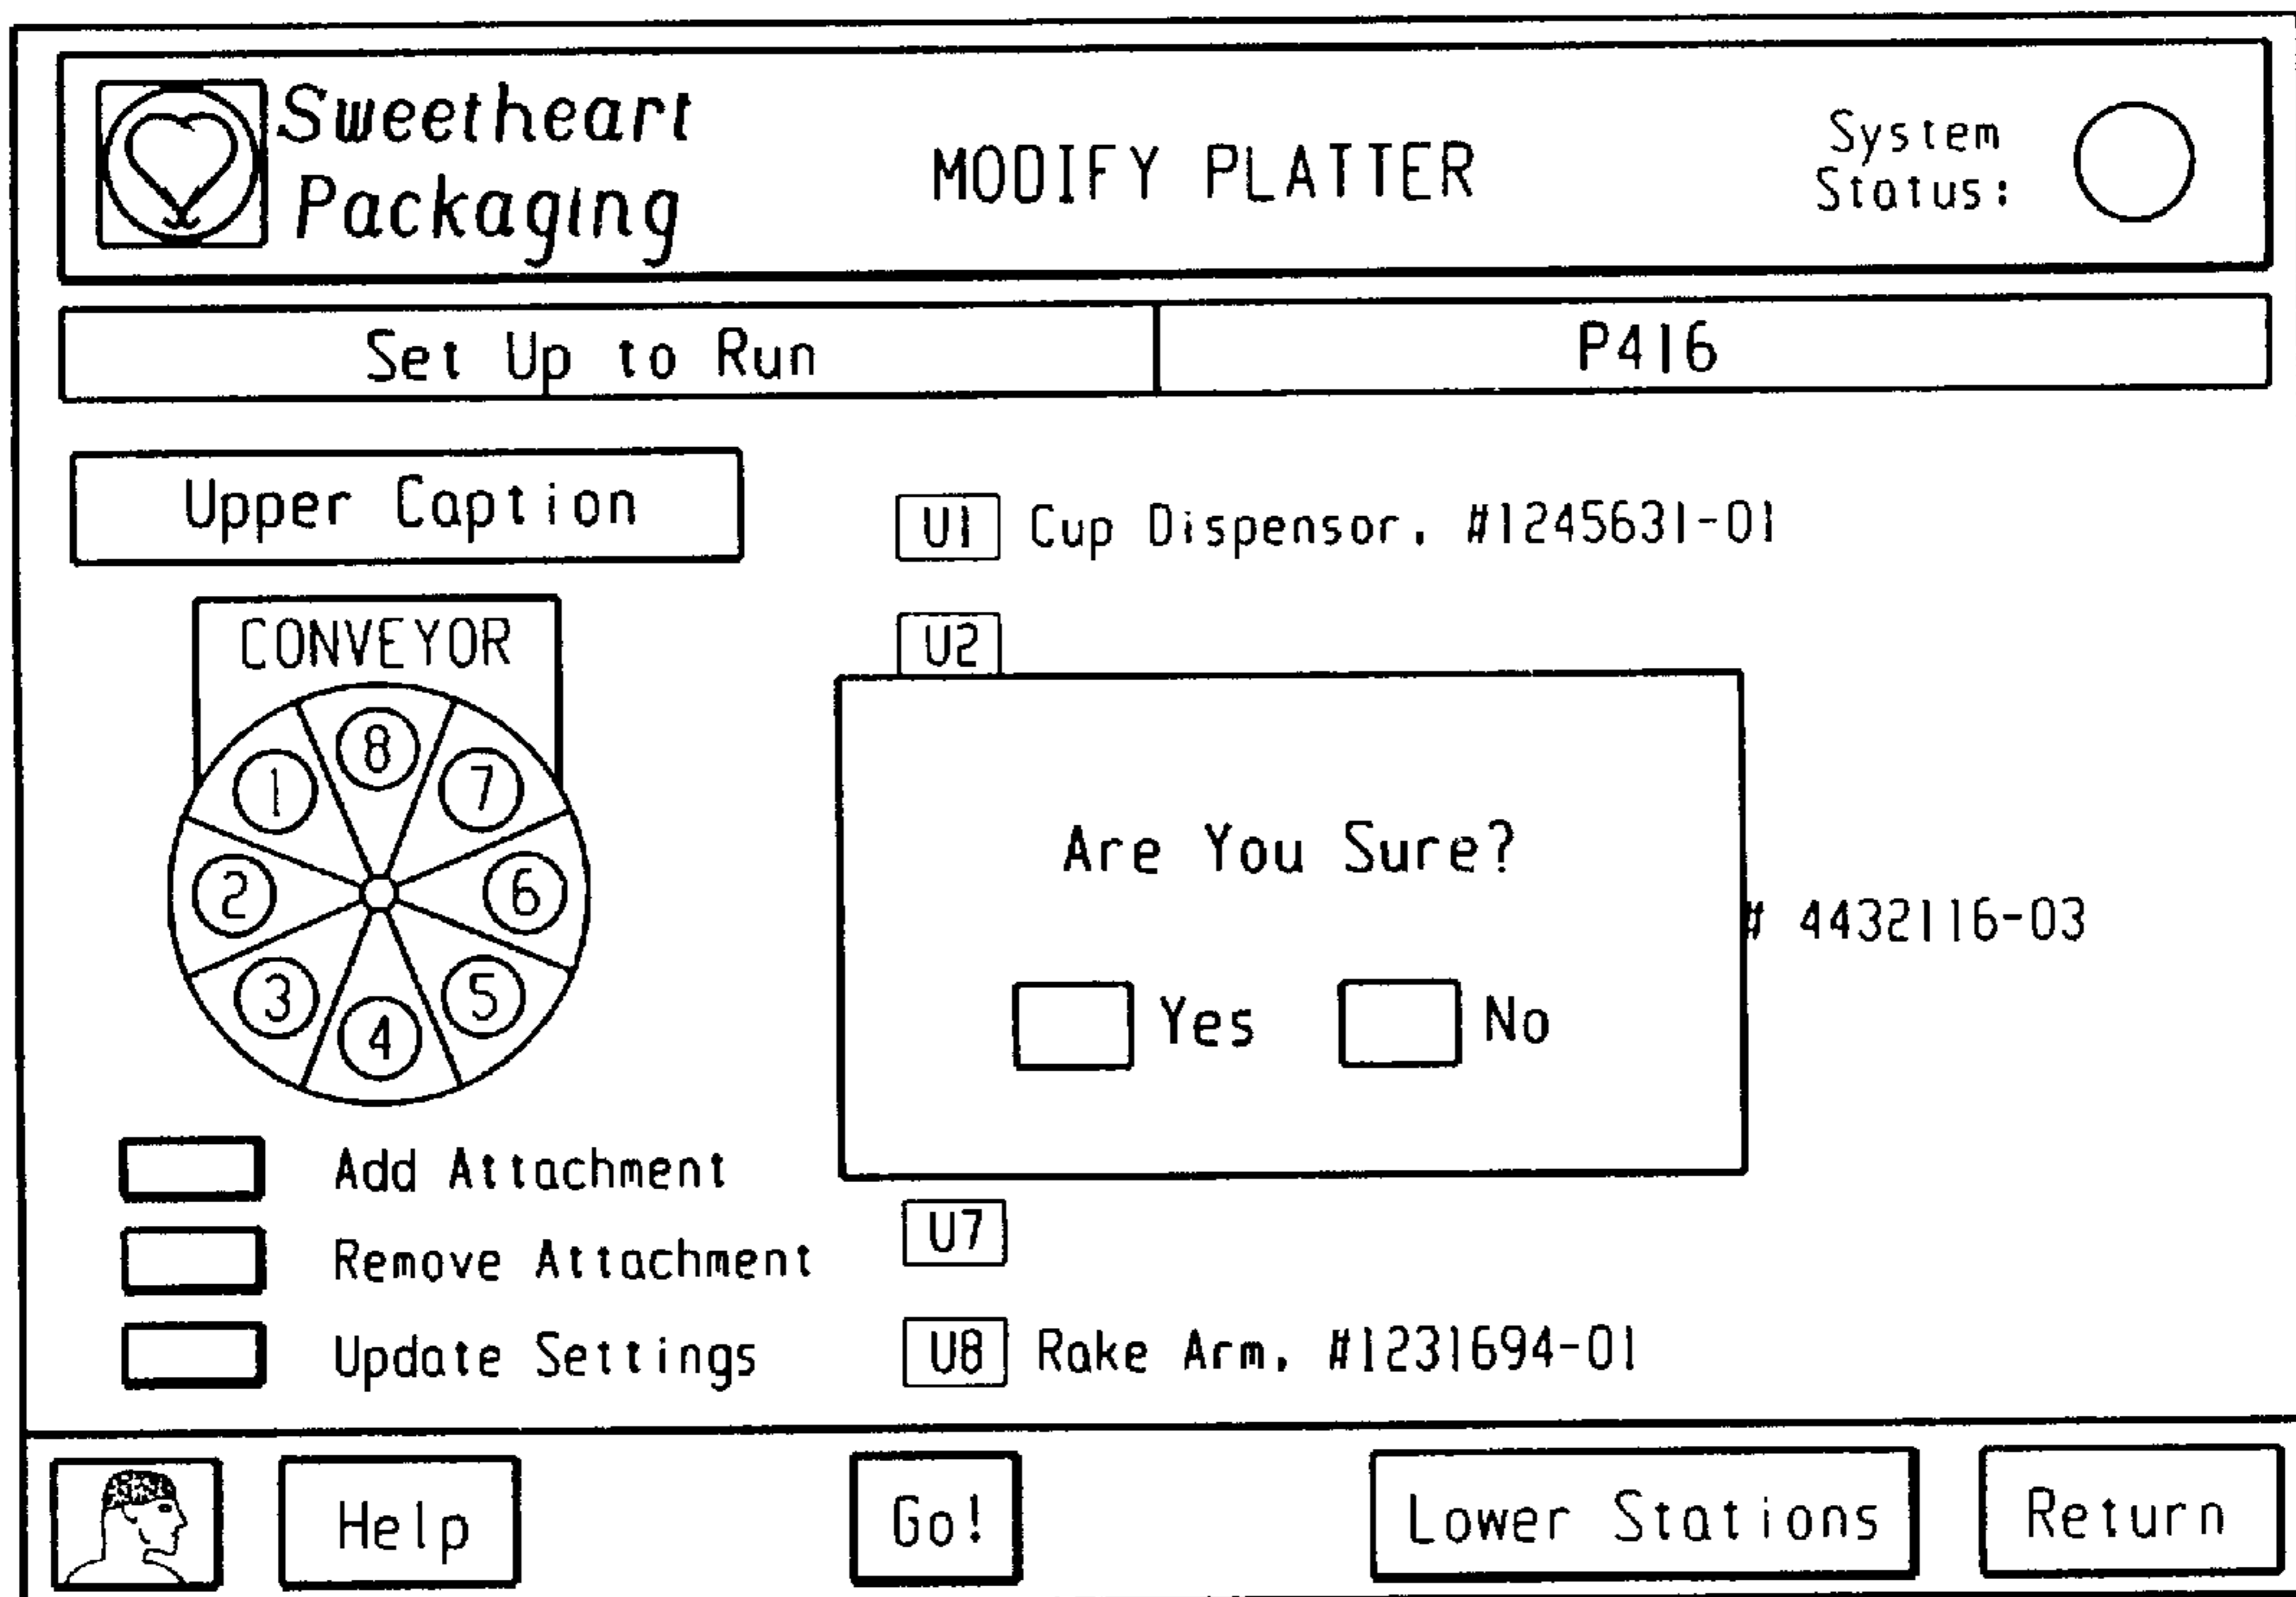 Sweetheart
Packaging
MODIFY PLATTER
System
Status:
Set Up to Run
P416
Upper Caption
U1 Cup Dispensor, #1245631-01
CONVEYOR
U2
8
1
7
2
6
3
5
4
Are You Sure?
# 4432116-03
Yes
No
Add Attachment
U7
Remove Attachment
Update Settings
U8 Rake Arm, #1231694-01
Help
Go!
Lower Stations
Return